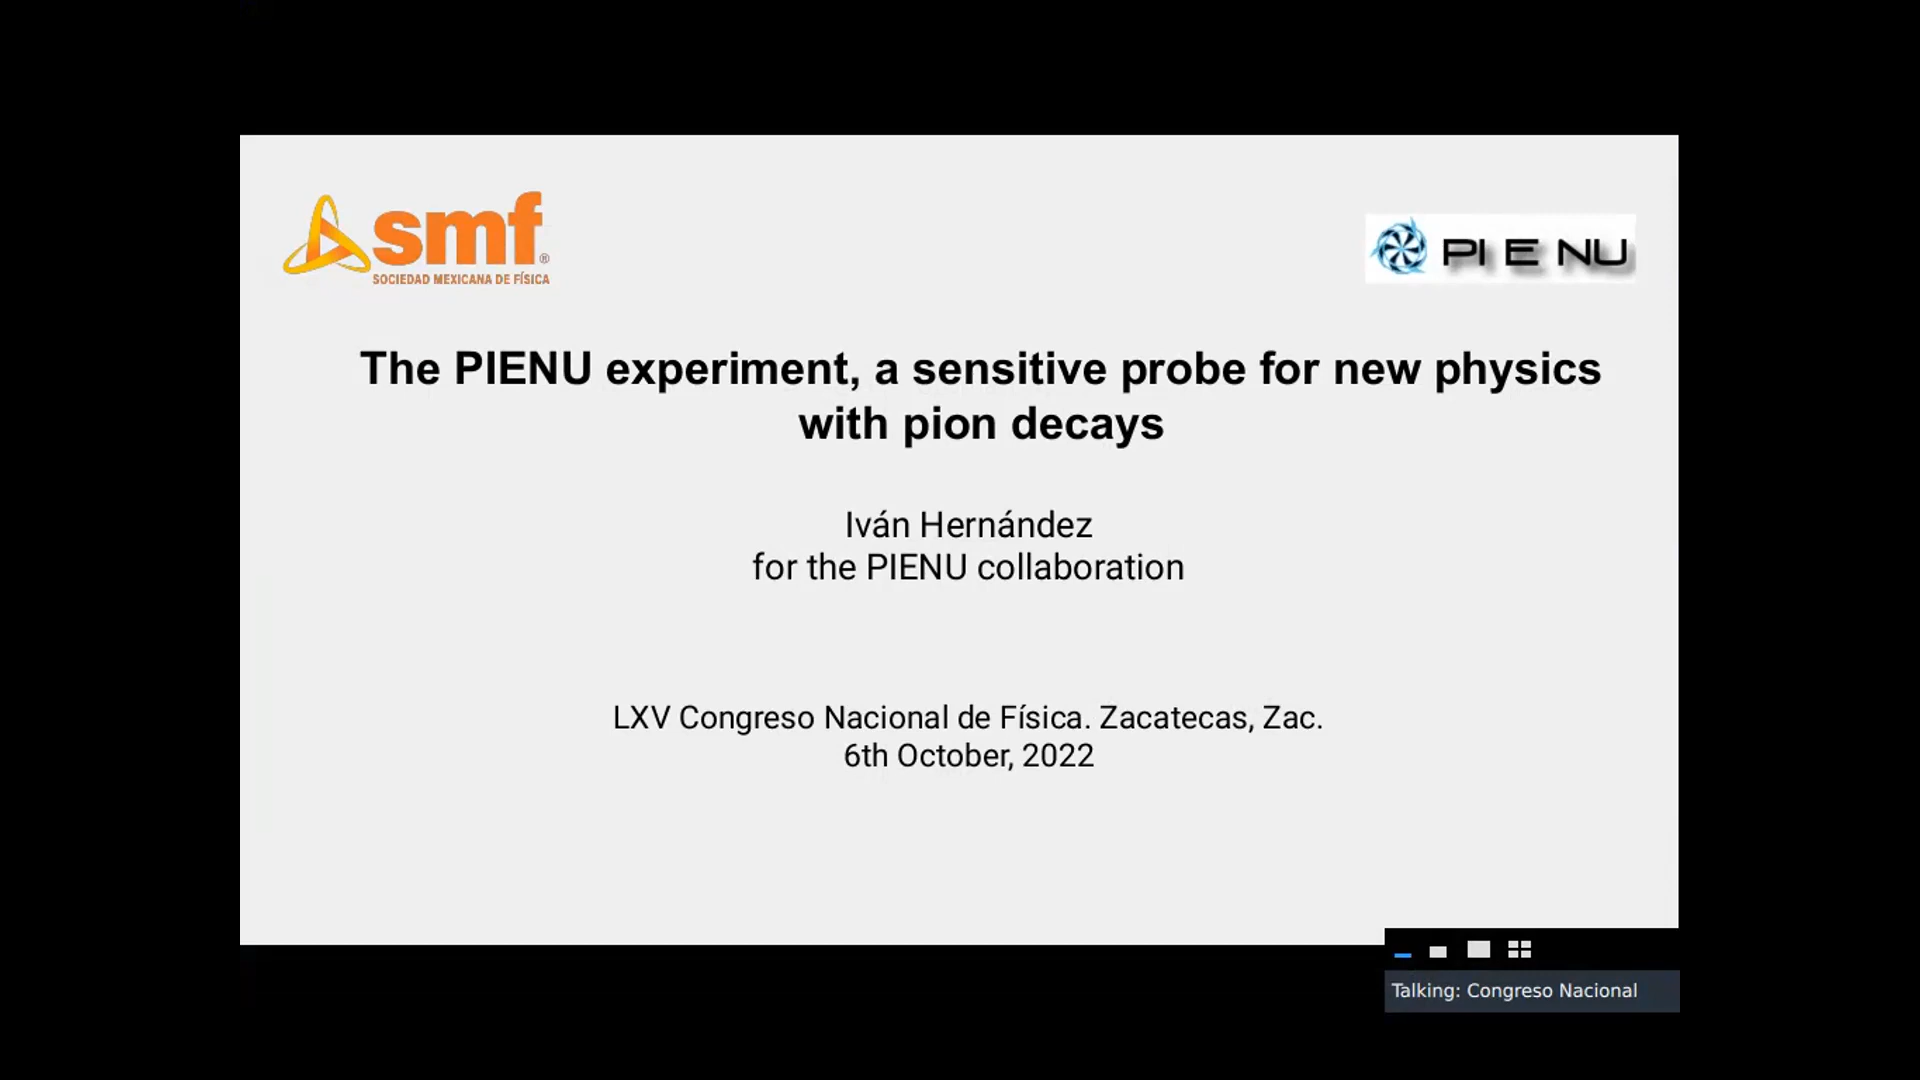 smf®
SOCIEDAD MEXICANA DE FÍSICA
PI E NU
The PIENU experiment, a sensitive probe for new physics
with pion decays
Iván Hernández
for the PIENU collaboration
LXV Congreso Nacional de Física. Zacatecas, Zac.
6th October, 2022
Talking: Congreso Nacional